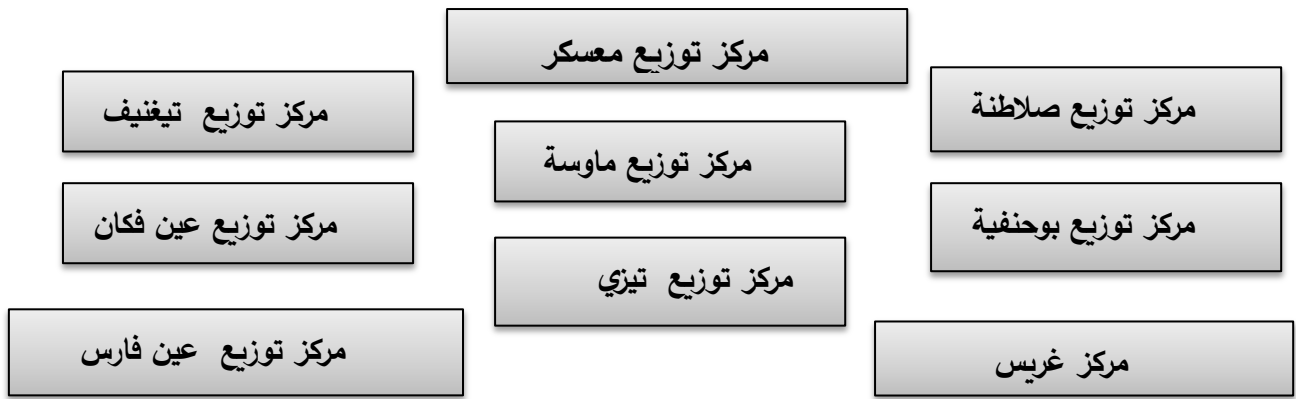 مركز توزيع معسكر
مركز توزيع صلاطنة
مركز توزيع تيغنيف
مركز توزيع ماوسة
مركز توزيع بوحنفية
مركز توزيع عين فكان
مركز توزيع تيزي
مركز غريس
مركز توزيع عين فارس